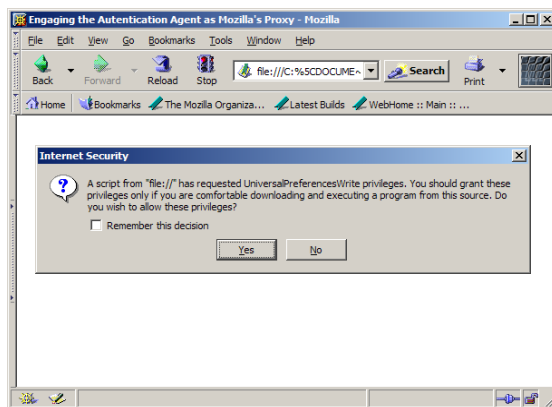 Engaging the Autentication Agent as Mozilla's Proxy - Mozilla
File Edit View Go Bookmarks Tools Window Help
Back Forward Reload Stop file:///C:%5CDOCUME~ Search Print
Home Bookmarks The Mozilla Organiza... Latest Builds WebHome :: Main :: ...
Internet Security
A script from "file://" has requested UniversalPreferencesWrite privileges. You should grant these
privileges only if you are comfortable downloading and executing a program from this source. Do
you wish to allow these privileges?
Remember this decision
Yes No